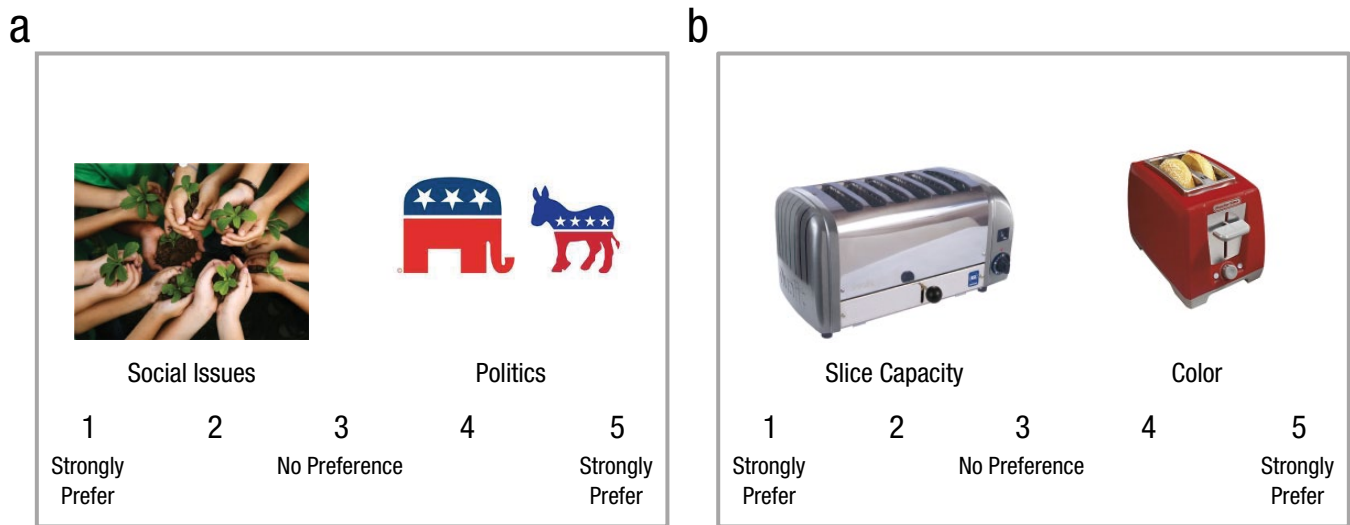 a
Social Issues Politics
1 2 3 4 5
Strongly Prefer No Preference Strongly Prefer
b
Slice Capacity Color
1 2 3 4 5
Strongly Prefer No Preference Strongly Prefer